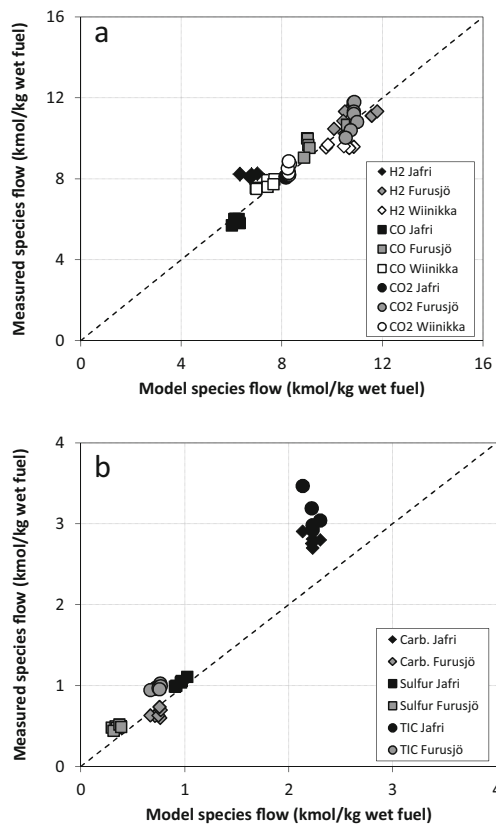 a
16
12
8
4
0
0
4
8
12
16
Measured species flow (kmol/kg wet fuel)
Model species flow (kmol/kg wet fuel)
H2 Jafri
H2 Furusjö
H2 Wiinikka
CO Jafri
CO Furusjö
CO Wiinikka
CO2 Jafri
CO2 Furusjö
CO2 Wiinikka
b
4
3
2
1
0
0
1
2
3
4
Measured species flow (kmol/kg wet fuel)
Model species flow (kmol/kg wet fuel)
Carb. Jafri
Carb. Furusjö
Sulfur Jafri
Sulfur Furusjö
TIC Jafri
TIC Furusjö